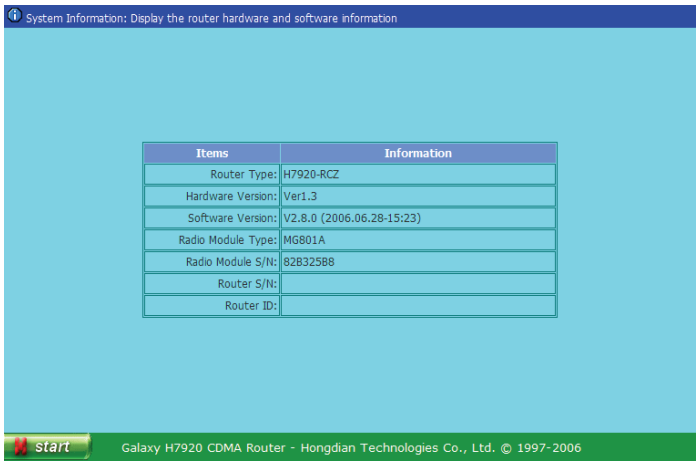 System Information: Display the router hardware and software information
Items Information
Router Type: H7920-RCZ
Hardware Version: Ver1.3
Software Version: V2.8.0 (2006.06.28-15:23)
Radio Module Type: MG801A
Radio Module S/N: 82B325B8
Router S/N:
Router ID:
start Galaxy H7920 CDMA Router - Hongdian Technologies Co., Ltd. © 1997-2006